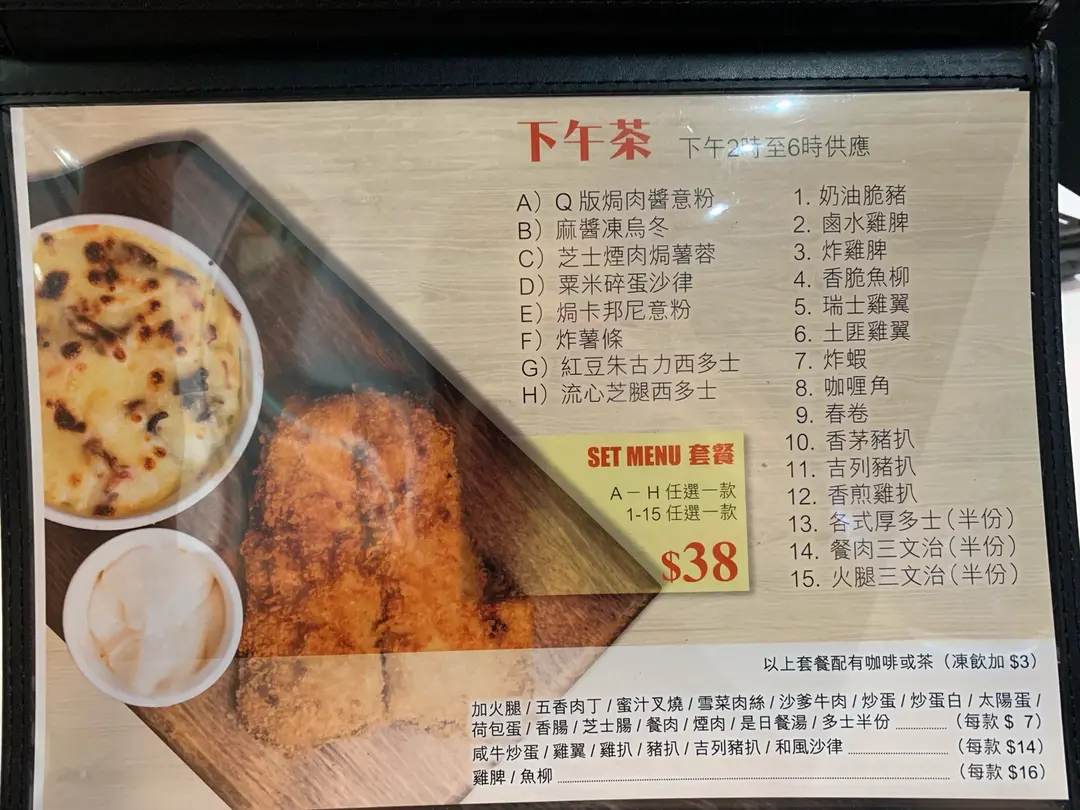 下午茶 下午2時至6時供應
A）Q版焗肉醬意粉
B）麻醬凍烏冬
C）芝士煙肉焗薯蓉
D）粟米碎蛋沙律
E）焗卡邦尼意粉
F）炸薯條
G）紅豆朱古力西多士
H）流心芝腿西多士
1. 奶油脆豬
2. 鹵水雞脾
3. 炸雞脾
4. 香脆魚柳
5. 瑞士雞翼
6. 土匪雞翼
7. 炸蝦
8. 咖喱角
9. 春卷
10. 香茅豬扒
11. 吉列豬扒
12. 香煎雞扒
13. 各式厚多士（半份）
14. 餐肉三文治（半份）
15. 火腿三文治（半份）
SET MENU 套餐
A－H 任選一款
1-15 任選一款
$38
以上套餐配有咖啡或茶（凍飲加 $3）
加火腿 / 五香肉丁 / 蜜汁叉燒 / 雪菜肉絲 / 沙爹牛肉 / 炒蛋 / 炒蛋白 / 太陽蛋 /
荷包蛋 / 香腸 / 芝士腸 / 餐肉 / 煙肉 / 是日餐湯 / 多士半份 ........ （每款 $ 7）
咸牛炒蛋 / 雞翼 / 雞扒 / 豬扒 / 吉列豬扒 / 和風沙律 ........ （每款 $14）
雞脾 / 魚柳 ........ （每款 $16）